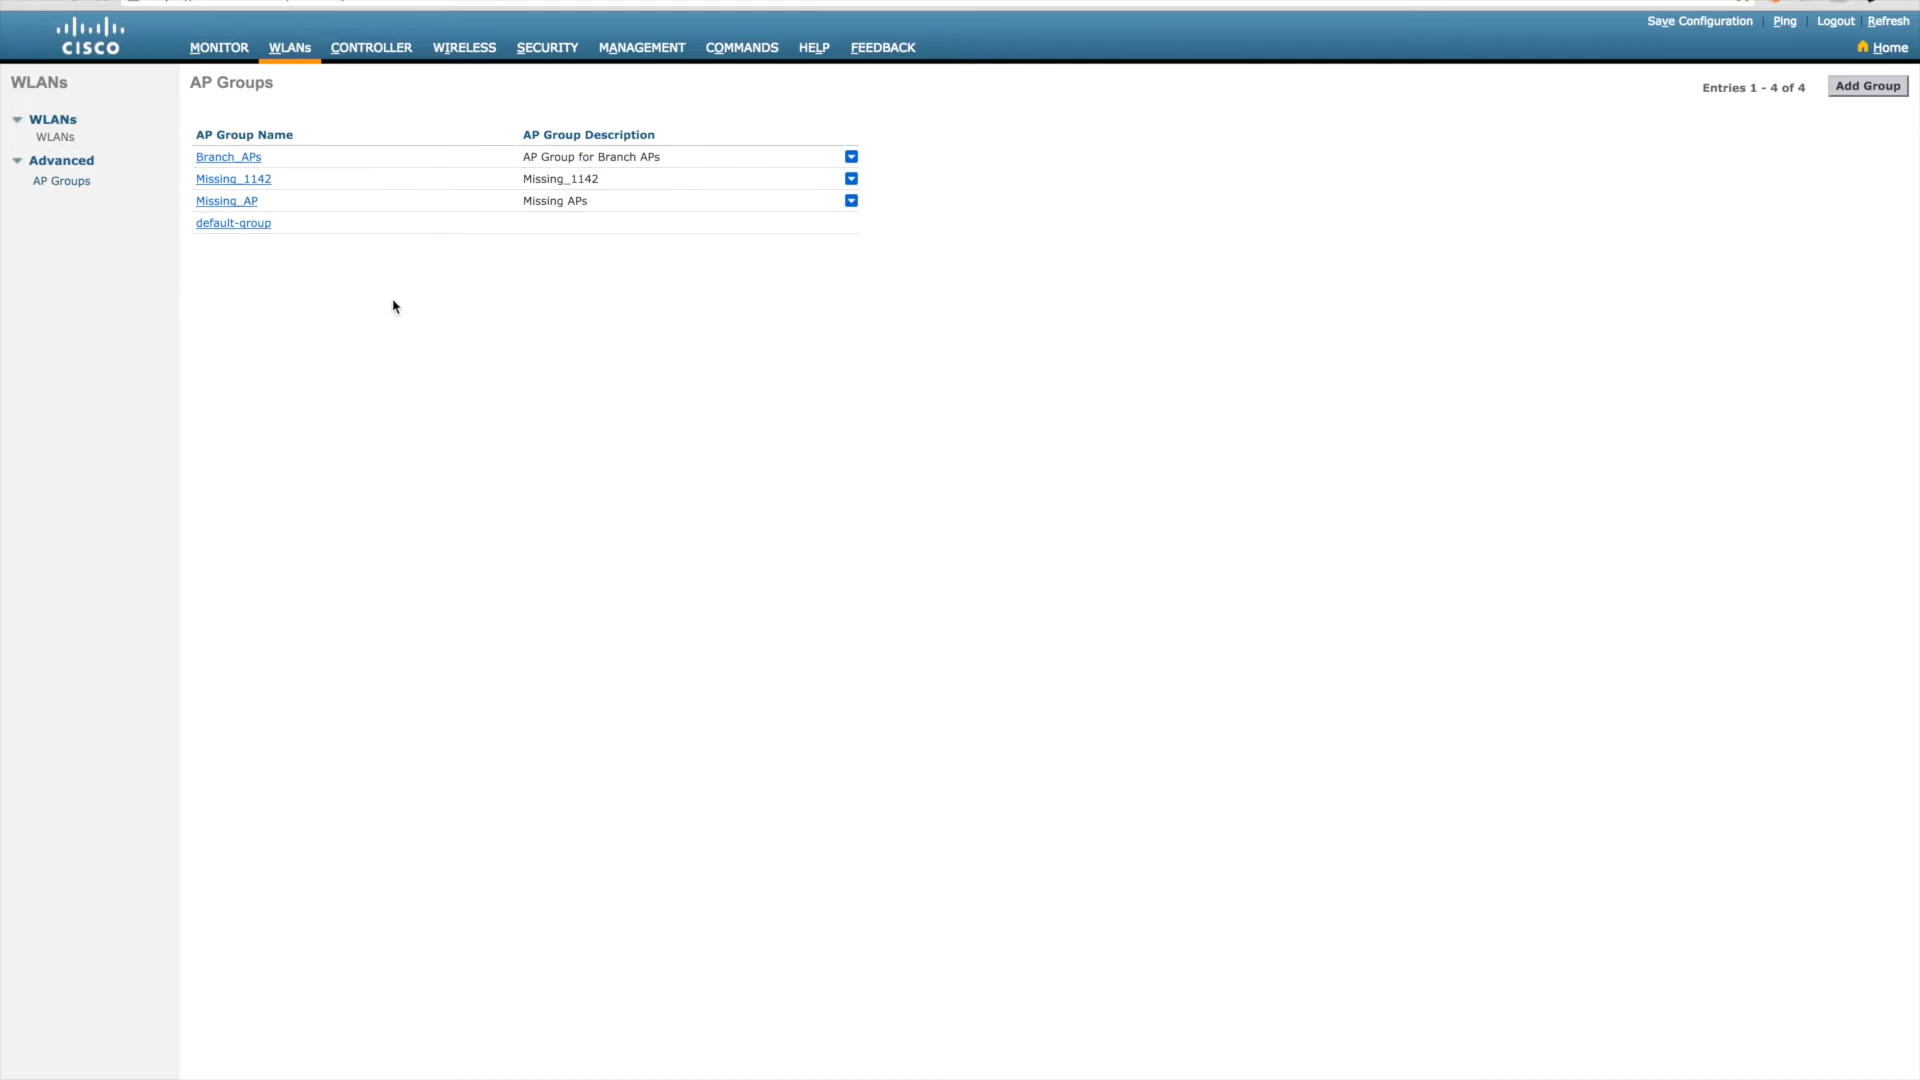 Save Configuration | Ping | Logout | Refresh
CISCO
MONITOR WLANs CONTROLLER WIRELESS SECURITY MANAGEMENT COMMANDS HELP FEEDBACK
Home
WLANs
WLANs
WLANs
Advanced
AP Groups
AP Groups
Entries 1 - 4 of 4
Add Group
AP Group Name AP Group Description
Branch_APs AP Group for Branch APs
Missing_1142 Missing_1142
Missing_AP Missing APs
default-group